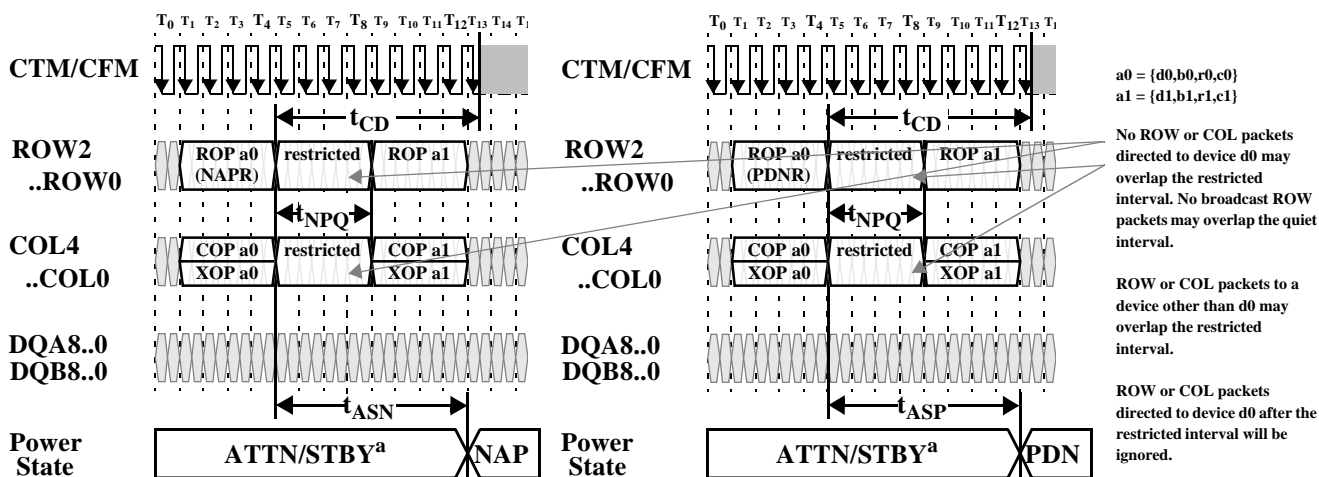 T0 T1 T2 T3 T4 T5 T6 T7 T8 T9 T10 T11 T12 T13 T14 T1
CTM/CFM
tCD
ROW2
..ROW0
ROP a0
(NAPR)
restricted
ROP a1
tNPQ
COL4
..COL0
COP a0
XOP a0
restricted
COP a1
XOP a1
DQA8..0
DQB8..0
tASN
Power
State
ATTN/STBYa
NAP
T0 T1 T2 T3 T4 T5 T6 T7 T8 T9 T10 T11 T12 T13 T1
CTM/CFM
tCD
ROW2
..ROW0
ROP a0
(PDNR)
restricted
ROP a1
tNPQ
COL4
..COL0
COP a0
XOP a0
restricted
COP a1
XOP a1
DQA8..0
DQB8..0
tASP
Power
State
ATTN/STBYa
PDN
a0 = {d0,b0,r0,c0}
a1 = {d1,b1,r1,c1}
No ROW or COL packets
directed to device d0 may
overlap the restricted
interval. No broadcast ROW
packets may overlap the quiet
interval.
ROW or COL packets to a
device other than d0 may
overlap the restricted
interval.
ROW or COL packets
directed to device d0 after the
restricted interval will be
ignored.